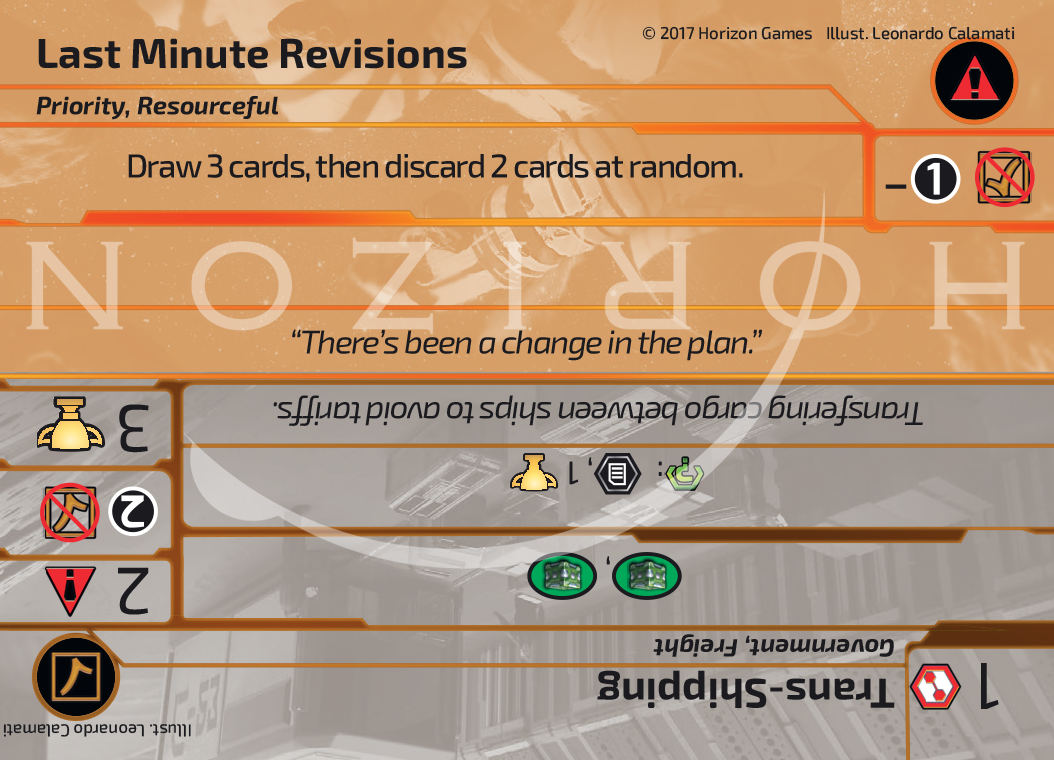 © 2017 Horizon Games Illust. Leonardo Calamati
Last Minute Revisions
Priority, Resourceful
Draw 3 cards, then discard 2 cards at random.
– 1
HORIZON
“There’s been a change in the plan.”
1
Trans-Shipping
Government, Freight
,
: , 1
Transfering cargo between ships to avoid tariffs.
Illust. Leonardo Calamati
2
2
3